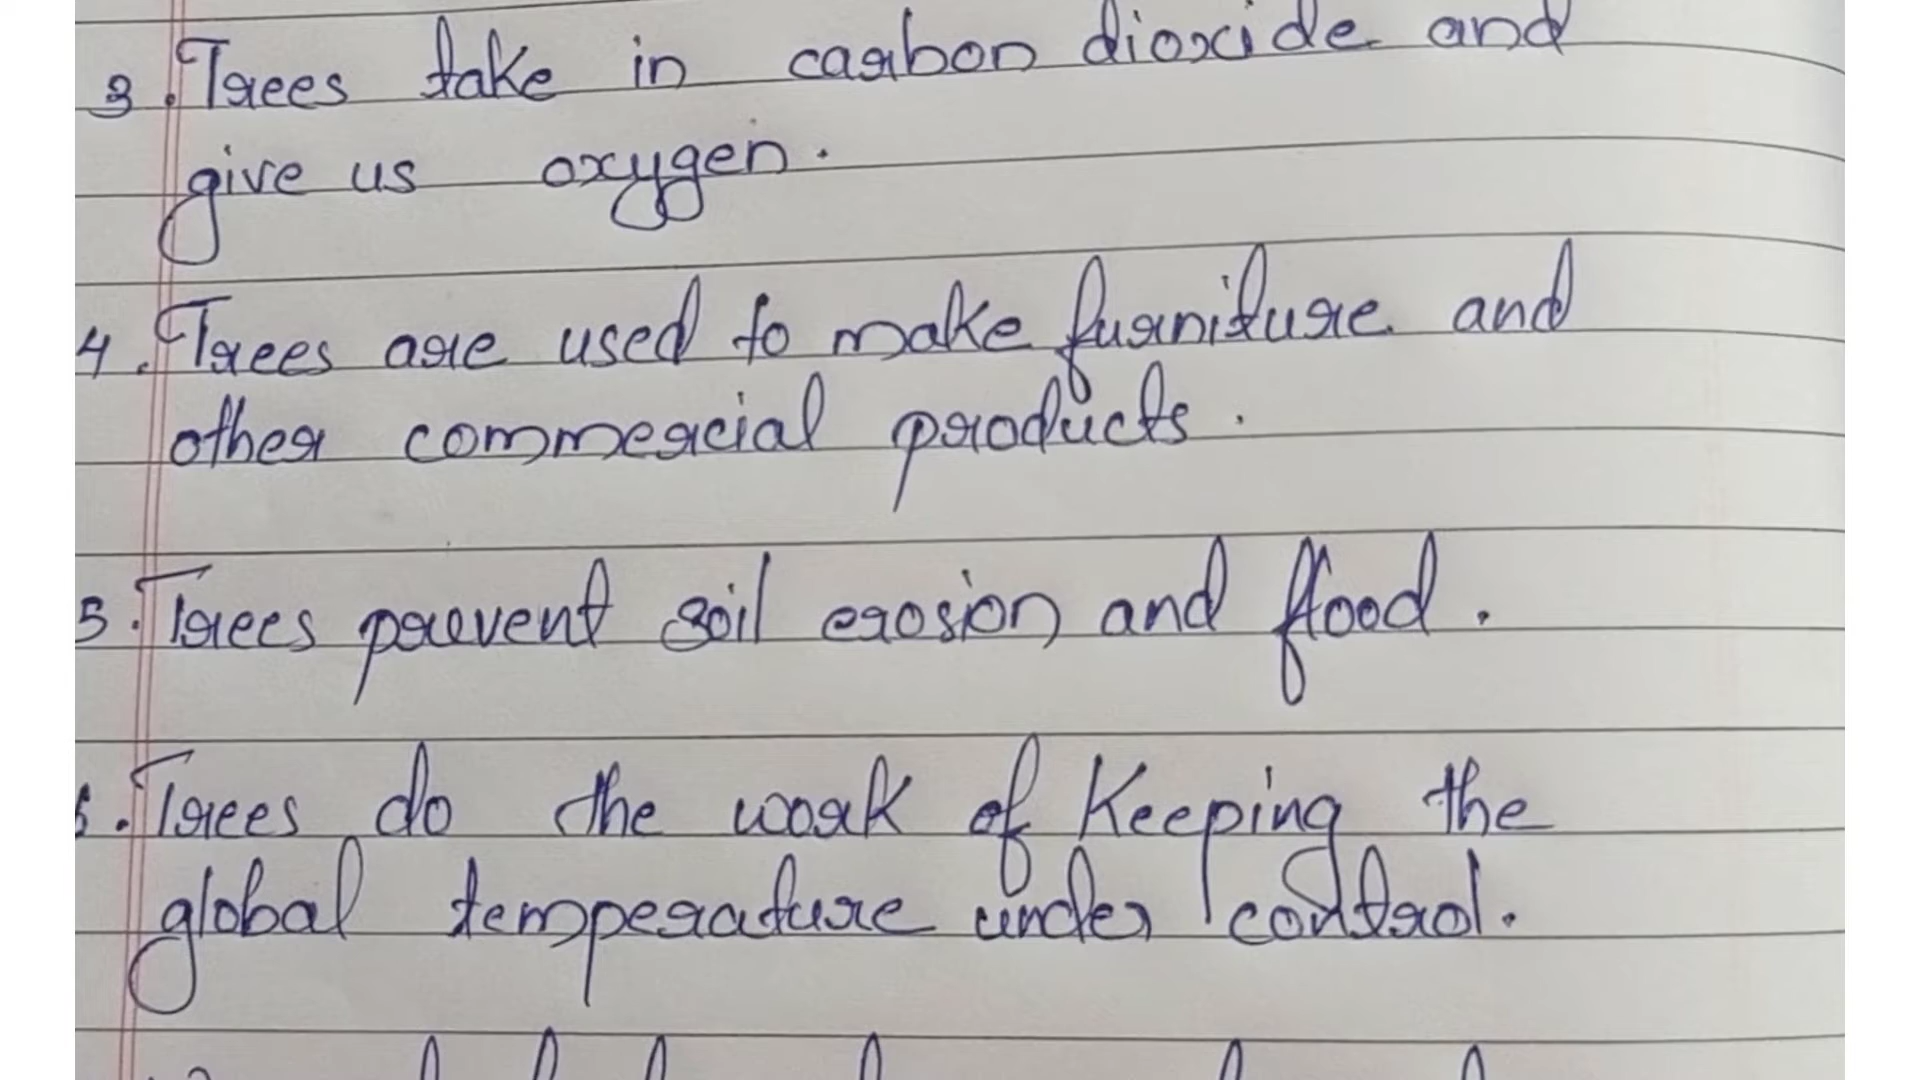 3. Trees take in carbon dioxide and
give us oxygen.
4. Trees are used to make furniture and
other commercial products.
5. Trees prevent soil erosion and flood.
6. Trees do the work of Keeping the
global temperature under control.